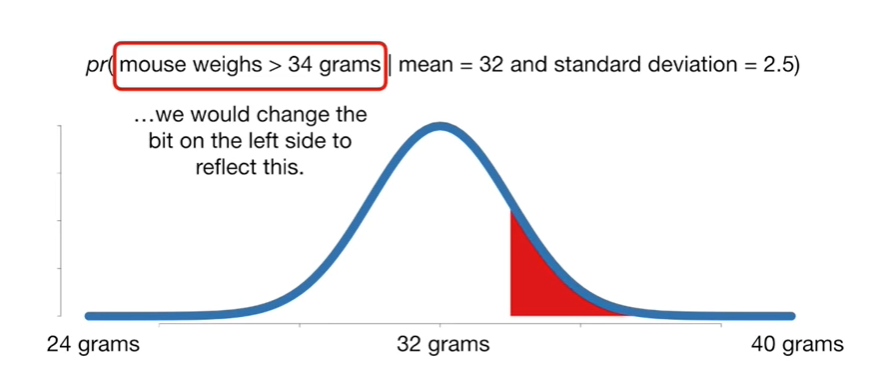 pr(mouse weighs > 34 grams | mean = 32 and standard deviation = 2.5)
…we would change the
bit on the left side to
reflect this.
24 grams
32 grams
40 grams